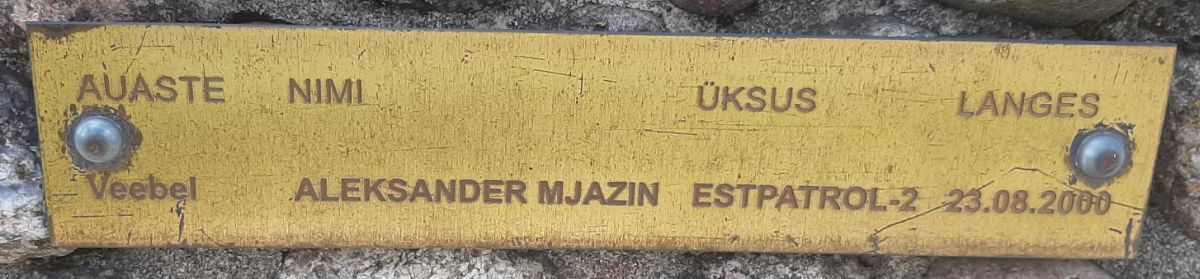 AUASTE NIMI ÜKSUS LANGES
Veebel ALEKSANDER MJAZIN ESTPATROL-2 23.08.2000